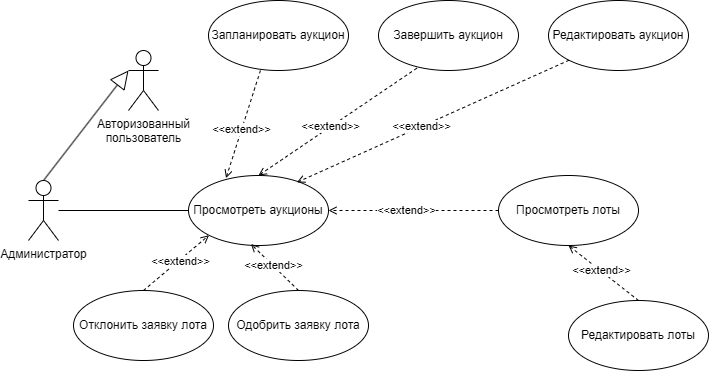 Запланировать аукцион
Завершить аукцион
Редактировать аукцион
Авторизованный
пользователь
<<extend>>
<<extend>>
<<extend>>
Администратор
Просмотреть аукционы
<<extend>>
Просмотреть лоты
<<extend>>
<<extend>>
<<extend>>
Отклонить заявку лота
Одобрить заявку лота
Редактировать лоты